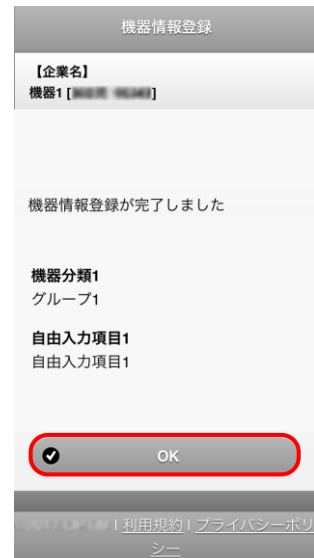 機器情報登録
【企業名】
機器1 []
機器情報登録が完了しました
機器分類1
グループ1
自由入力項目1
自由入力項目1
OK
| 利用規約 | プライバシーポリ
シー